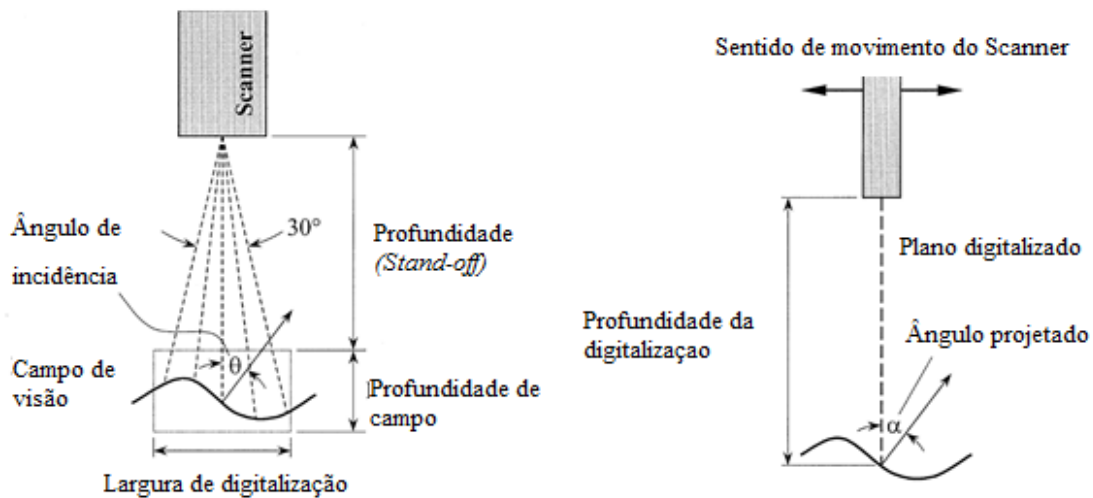 Scanner
Ângulo de
incidência
30°
Profundidade
(Stand-off)
θ
Campo de
visão
Profundidade de
campo
Largura de digitalização
Sentido de movimento do Scanner
Plano digitalizado
Profundidade da
digitalizaçao
Ângulo projetado
α